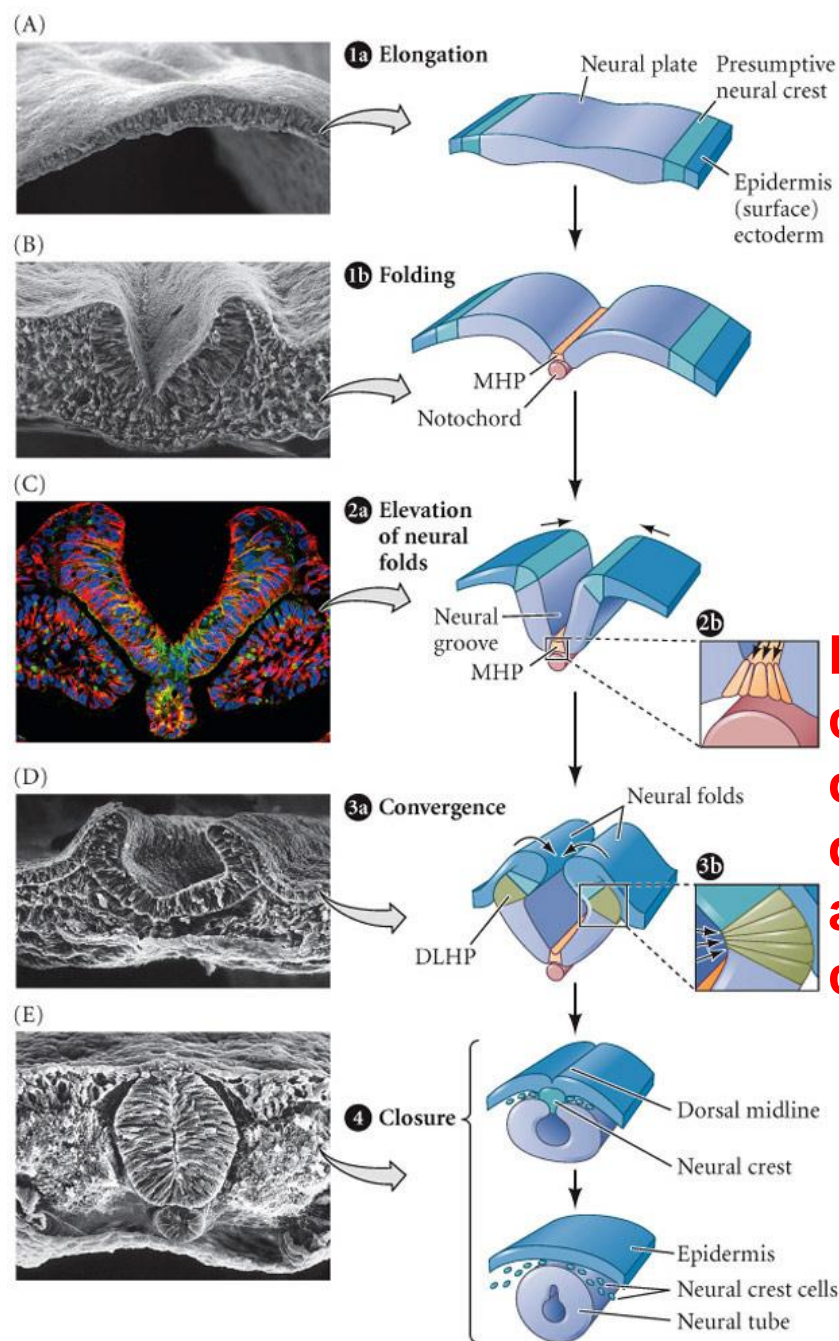 (A)
1a Elongation
Neural plate
Presumptive
neural crest
Epidermis
(surface)
ectoderm
(B)
1b Folding
MHP
Notochord
(C)
2a Elevation
of neural
folds
Neural
groove
MHP
2b
(D)
3a Convergence
Neural folds
DLHP
3b
(E)
4 Closure
Dorsal midline
Neural crest
Epidermis
Neural crest cells
Neural tube